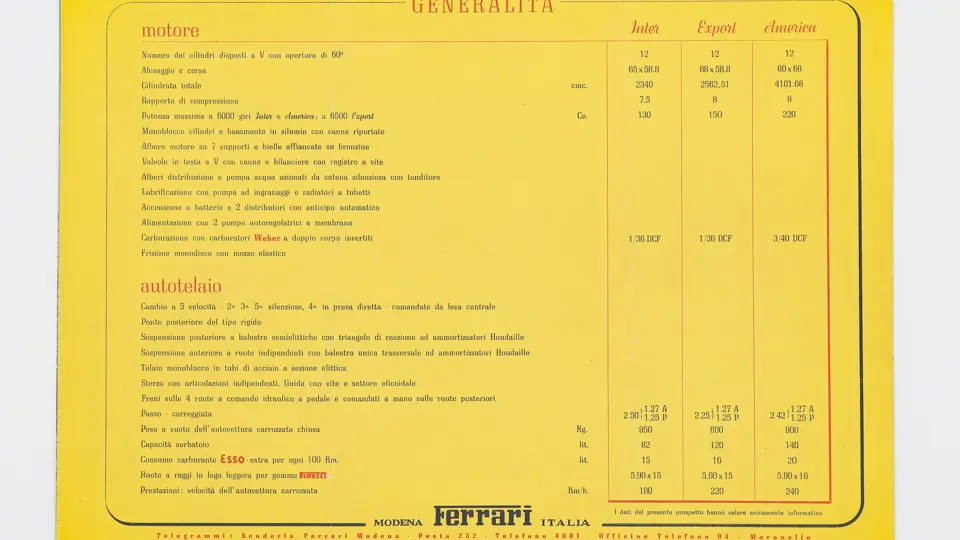 GENERALITÀ
motore Inter Export America
Numero dei cilindri disposti a V con apertura di 60° 12 12 12
Alesaggio e corsa 65 x 58.8 68 x 58.8 80 x 68
Cilindrata totale cmc. 2340 2562,51 4101.66
Rapporto di compressione 7.5 8 8
Potenza massima a 6000 giri Inter e America; a 6500 Export Cv. 130 150 220
Monoblocco cilindri e basamento in silumin con canne riportate
Albero motore su 7 supporti e bielle affiancate su bronzine
Valvole in testa a V con canne e bilanciere con registro a vite
Alberi distribuzione e pompa acqua azionati da catena silenziosa con tenditore
Lubrificazione con pompa ad ingranaggi e radiatori a tubetti
Accensione a batterie e 2 distributori con anticipo automatico
Alimentazione con 2 pompe autoregolatrici a membrana
Carburazione con carburatori Weber a doppio corpo invertiti 1/36 DCF 1/36 DCF 3/40 DCF
Frizione monodisco con mozzo elastico
autotelaio
Cambio a 5 velocità - 2ª 3ª 5ª silenziose, 4ª in presa diretta - comandate da leva centrale
Ponte posteriore del tipo rigido
Sospensione posteriore a balestre semielittiche con triangolo di reazione ad ammortizzatori Houdaille
Sospensione anteriore a ruote indipendenti con balestra unica trasversale ad ammortizzatori Houdaille
Telaio monoblocco in tubi di acciaio a sezione elittica
Sterzo con articolazioni indipendenti. Guida con vite e settore elicoidale
Freni sulle 4 ruote a comando idraulico a pedale e comandati a mano sulle ruote posteriori
Passo - carreggiata 2.50 1.27 A 1.25 P 2.25 1.27 A 1.25 P 2.42 1.27 A 1.25 P
Peso a vuoto dell'autovettura carrozzata chiusa Kg. 950 800 900
Capacità serbatoio lit. 82 120 140
Consumo carburante ESSO extra per ogni 100 Km. lit. 15 16 20
Ruote a raggi in lega leggera per gomme PIRELLI 5.90 x 15 5.90 x 15 5.90 x 16
Prestazioni: velocità dell'autovettura carrozzata Km/h. 180 220 240
I dati del presente prospetto hanno valore unicamente informativo
MODENA Ferrari ITALIA
Telegrammi: Scuderia Ferrari Modena - Posta 232 - Telefono 4081 - Officine Telefono 94 - Maranello